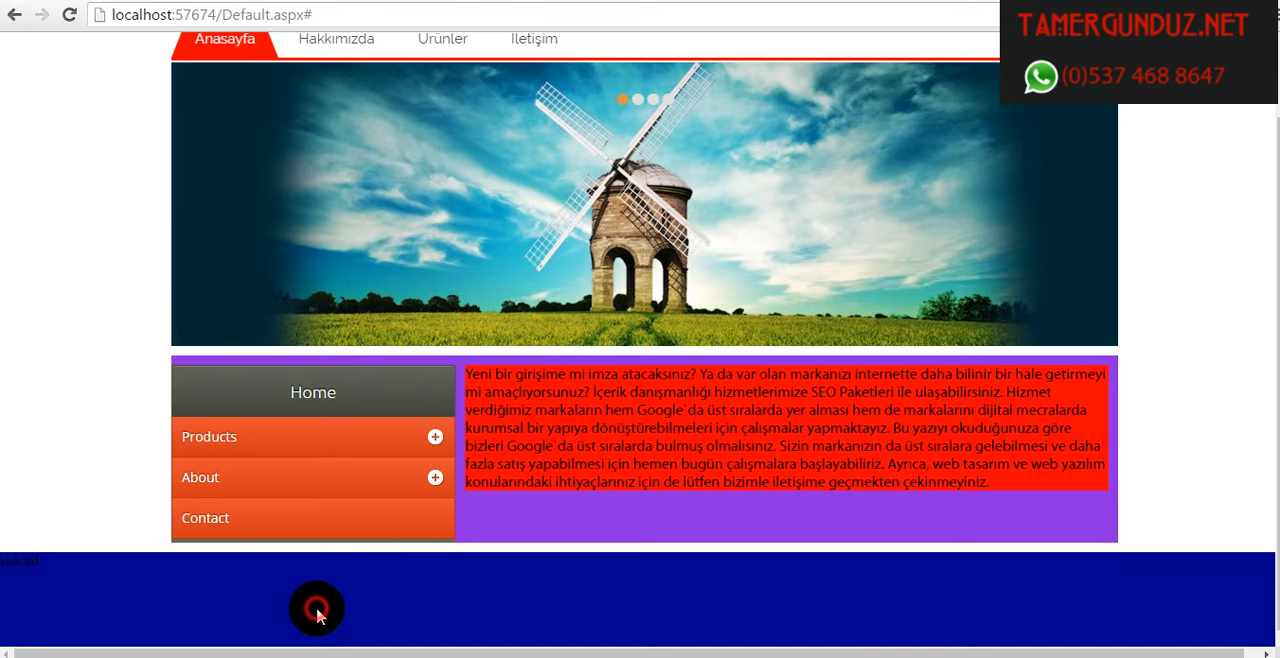 localhost:57674/Default.aspx#
TAMERGUNDUZ.NET
(0)537 468 8647
Anasayfa Hakkımızda Ürünler İletişim
Home
Products
About
Contact
Yeni bir girişime mi imza atacaksınız? Ya da var olan markanızı internette daha bilinir bir hale getirmeyi
mi amaçlıyorsunuz? İçerik danışmanlığı hizmetlerimize SEO Paketleri ile ulaşabilirsiniz. Hizmet
verdiğimiz markaların hem Google`da üst sıralarda yer alması hem de markalarını dijital mecralarda
kurumsal bir yapıya dönüştürebilmeleri için çalışmalar yapmaktayız. Bu yazıyı okuduğunuza göre
bizleri Google`da üst sıralarda bulmuş olmalısınız. Sizin markanızın da üst sıralara gelebilmesi ve daha
fazla satış yapabilmesi için hemen bugün çalışmalara başlayabiliriz. Ayrıca, web tasarım ve web yazılım
konularındaki ihtiyaçlarınız için de lütfen bizimle iletişime geçmekten çekinmeyiniz.